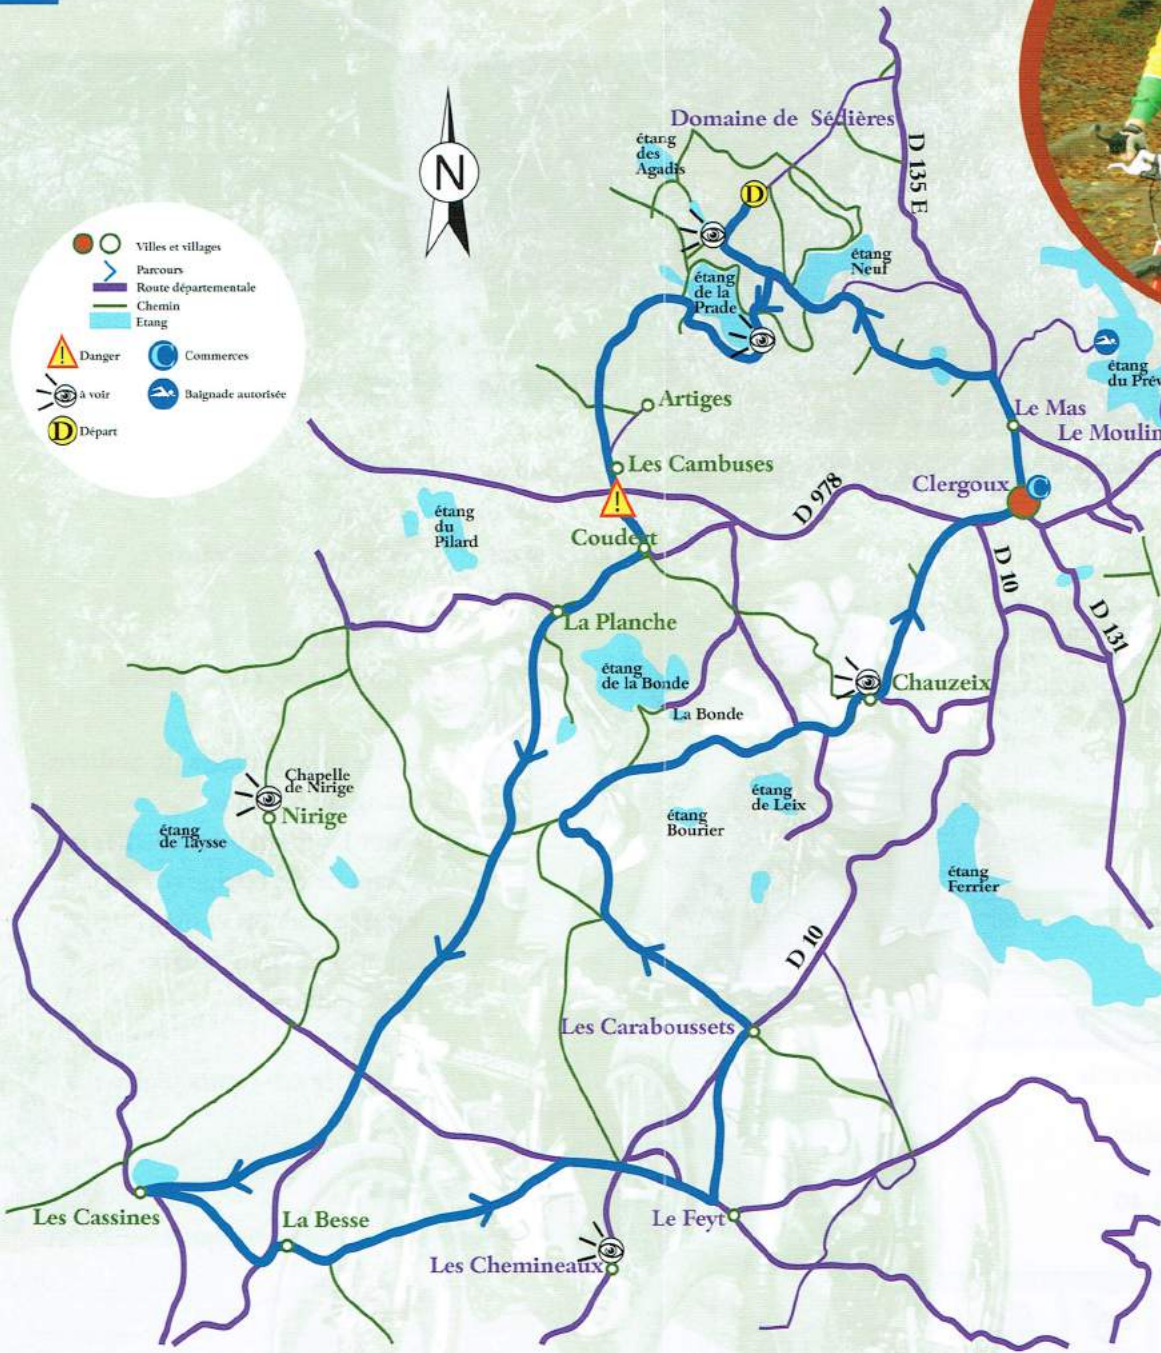 Domaine de Sédières
étang
des
Agadis
N
D
D 135 E
Villes et villages
Parcours
Route départementale
Chemin
Etang
! Danger
C Commerces
à voir
Baignade autorisée
D Départ
étang
Neuf
étang
de la
Prade
étang
du Prév
Artiges
Le Mas
Le Moulin
Les Cambuses
Clergoux
C
D 978
!
étang
du
Pilard
Coudert
D 10
D 131
La Planche
étang
de la Bonde
Chauzeix
La Bonde
Chapelle
de Nirige
Nirige
étang
de Taysse
étang
de Leix
étang
Bourier
étang
Ferrier
D 10
Les Caraboussets
Les Cassines
La Besse
Le Feyt
Les Chemineaux